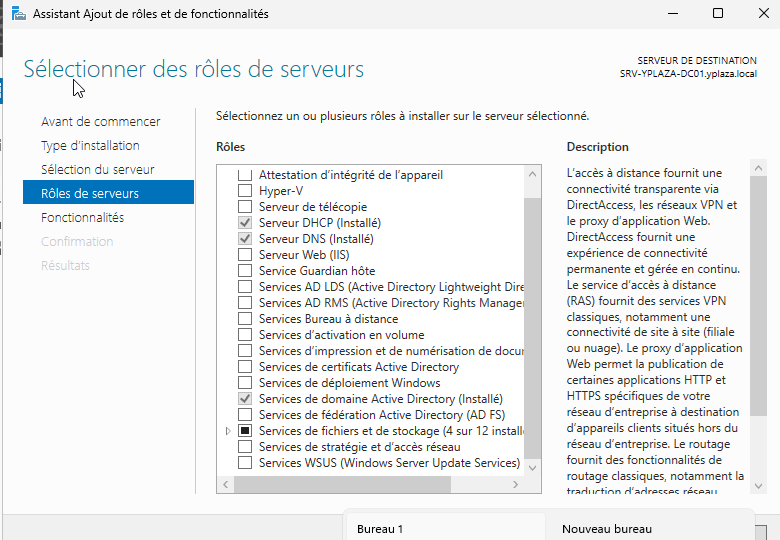 Assistant Ajout de rôles et de fonctionnalités
Sélectionner des rôles de serveurs
SERVEUR DE DESTINATION
SRV-YPLAZA-DC01.yplaza.local
Avant de commencer
Type d'installation
Sélection du serveur
Rôles de serveurs
Fonctionnalités
Confirmation
Résultats
Sélectionnez un ou plusieurs rôles à installer sur le serveur sélectionné.
Rôles
Attestation d'intégrité de l'appareil
Hyper-V
Serveur de télécopie
Serveur DHCP (Installé)
Serveur DNS (Installé)
Serveur Web (IIS)
Service Guardian hôte
Services AD LDS (Active Directory Lightweight Dire
Services AD RMS (Active Directory Rights Manager
Services Bureau à distance
Services d'activation en volume
Services d'impression et de numérisation de docu
Services de certificats Active Directory
Services de déploiement Windows
Services de domaine Active Directory (Installé)
Services de fédération Active Directory (AD FS)
Services de fichiers et de stockage (4 sur 12 install
Services de stratégie et d'accès réseau
Services WSUS (Windows Server Update Services)
Description
L'accès à distance fournit une
connectivité transparente via
DirectAccess, les réseaux VPN et
le proxy d'application Web.
DirectAccess fournit une
expérience de connectivité
permanente et gérée en continu.
Le service d'accès à distance
(RAS) fournit des services VPN
classiques, notamment une
connectivité de site à site (filiale
ou nuage). Le proxy d'application
Web permet la publication de
certaines applications HTTP et
HTTPS spécifiques de votre
réseau d'entreprise à destination
d'appareils clients situés hors du
réseau d'entreprise. Le routage
fournit des fonctionnalités de
routage classiques, notamment la
traduction d'adresses réseau
Bureau 1
Nouveau bureau